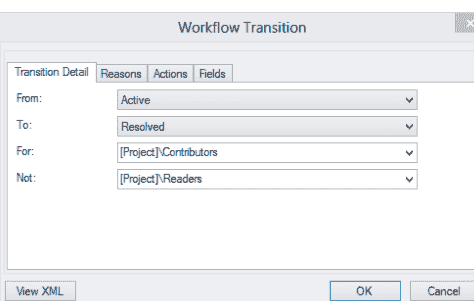 Workflow Transition
Transition Detail Reasons Actions Fields
From: Active
To: Resolved
For: [Project]\Contributors
Not: [Project]\Readers
View XML OK Cancel